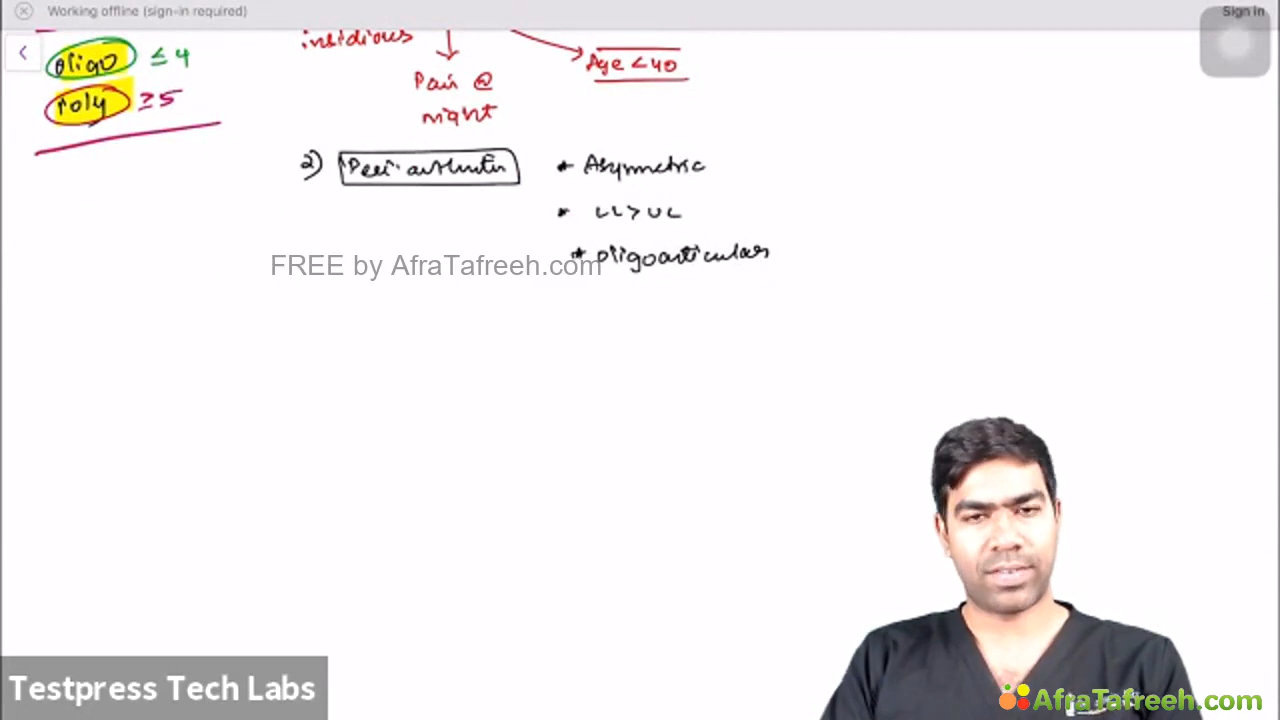 Working offline (sign-in required)
Sign in
insidious
Age < 40
oligo ≤ 4
Pain @
night
Poly ≥ 5
2) Peri arthritis
* Asymmetric
* LL > UL
* oligoarticular
FREE by AfraTafreeh.com
Testpress Tech Labs
AfraTafreeh.com